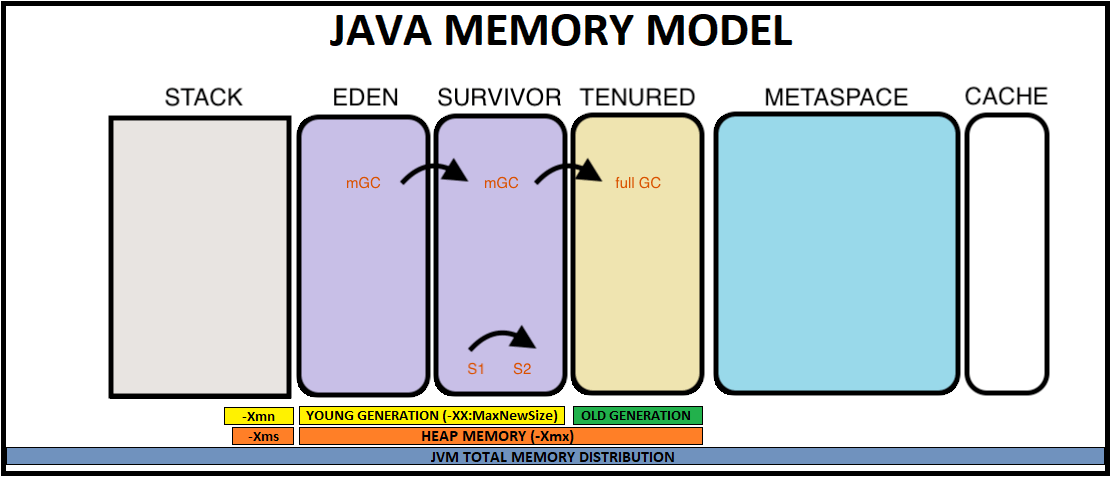 JAVA MEMORY MODEL
STACK EDEN SURVIVOR TENURED METASPACE CACHE
mGC mGC full GC
S1 S2
-Xmn YOUNG GENERATION (-XX:MaxNewSize) OLD GENERATION
-Xms HEAP MEMORY (-Xmx)
JVM TOTAL MEMORY DISTRIBUTION